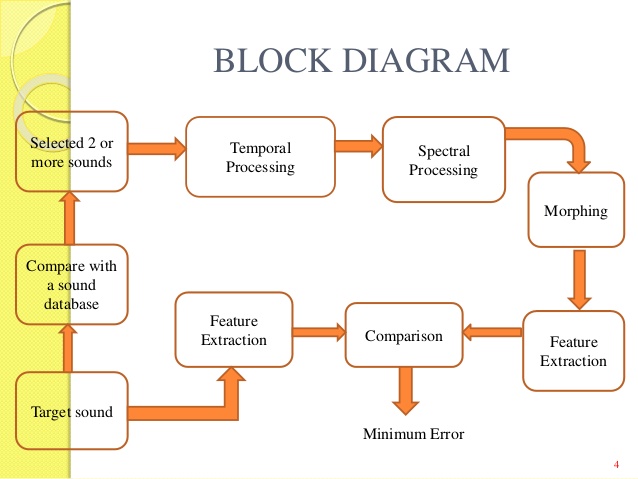 BLOCK DIAGRAM
Selected 2 or
more sounds
Temporal
Processing
Spectral
Processing
Morphing
Compare with
a sound
database
Feature
Extraction
Comparison
Feature
Extraction
Target sound
Minimum Error
4